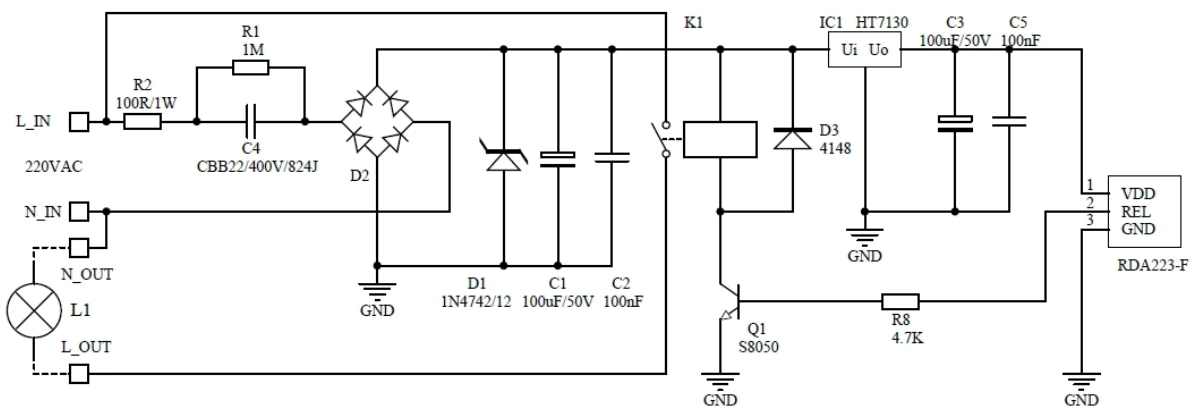 K1
IC1 HT7130
C3
100uF/50V
C5
100nF
R1
1M
Ui Uo
R2
100R/1W
L_IN
C4
CBB22/400V/824J
D3
4148
220VAC
D2
1
VDD
N_IN
2
REL
3
GND
GND
RDA223-F
N_OUT
D1
1N4742/12
C1
100uF/50V
C2
100nF
GND
L1
Q1
S8050
R8
4.7K
L_OUT
GND
GND